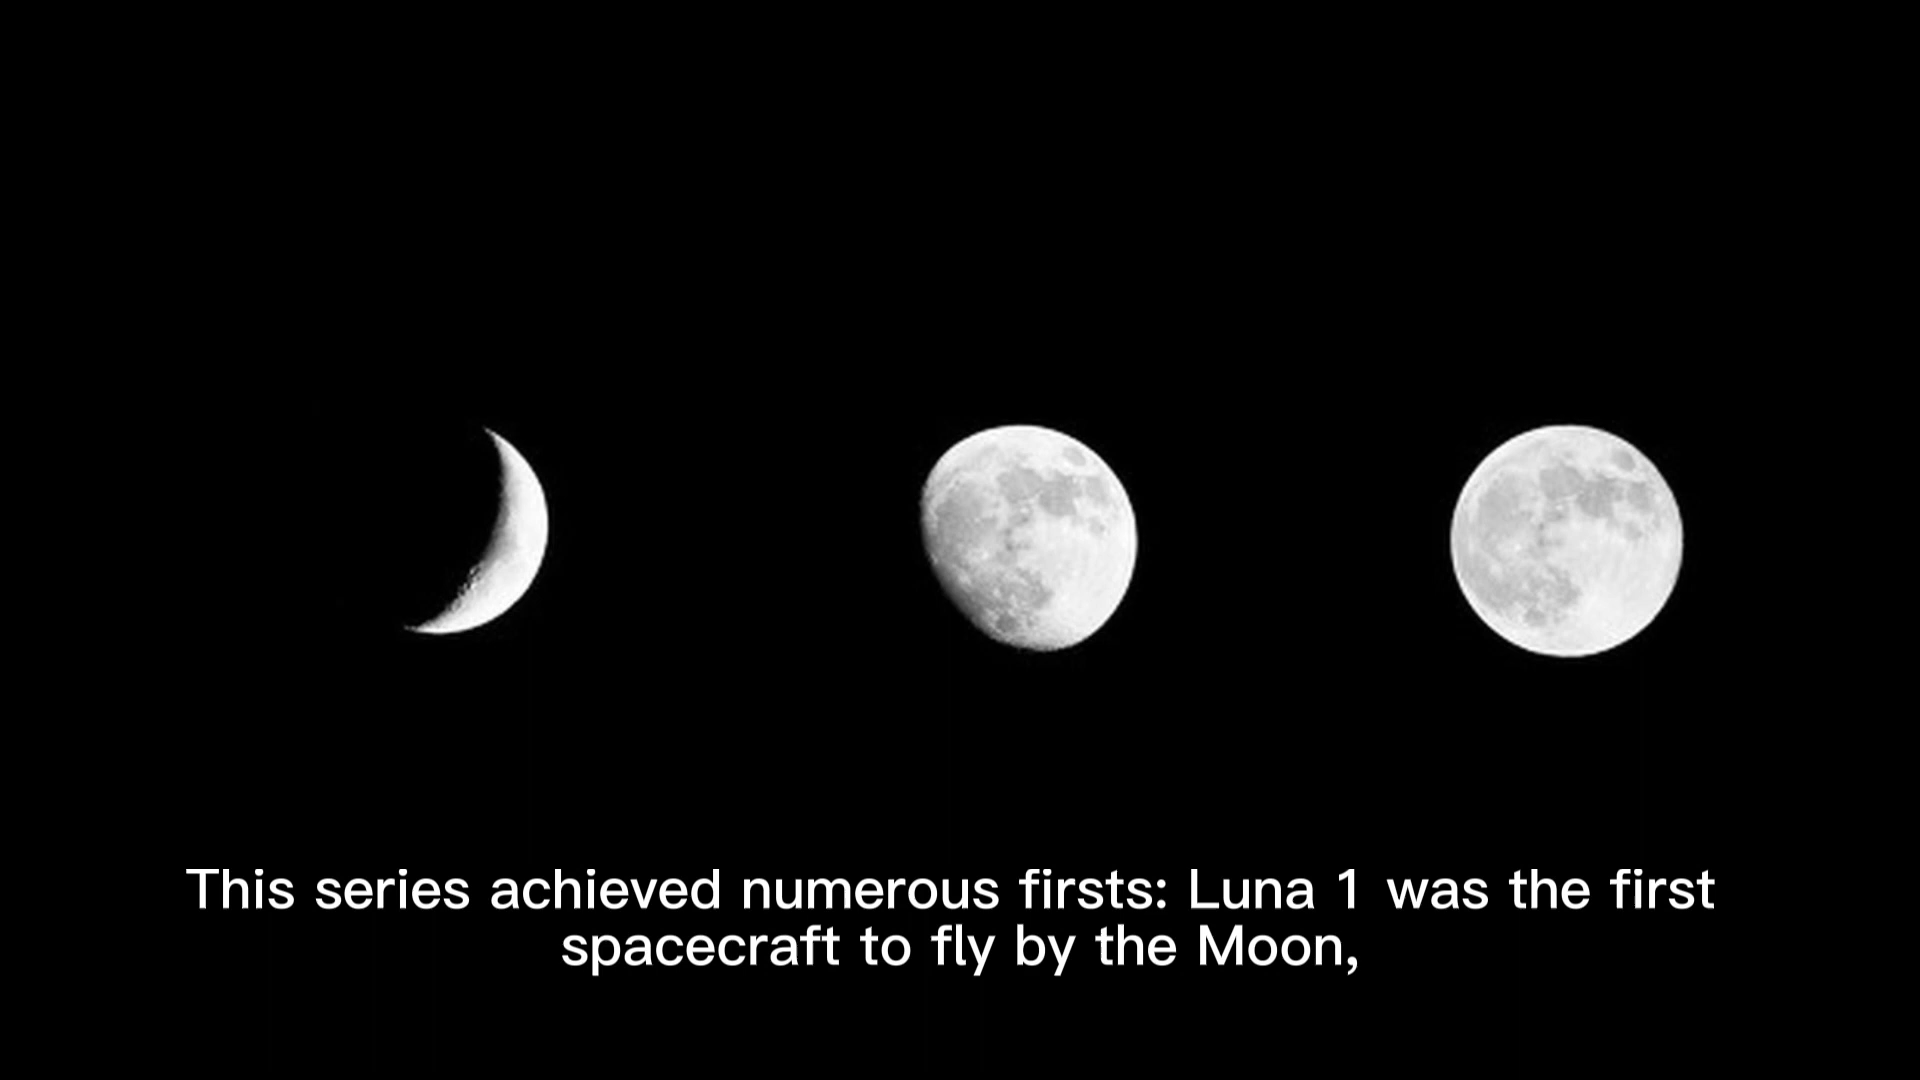 This series achieved numerous firsts: Luna 1 was the first
spacecraft to fly by the Moon,